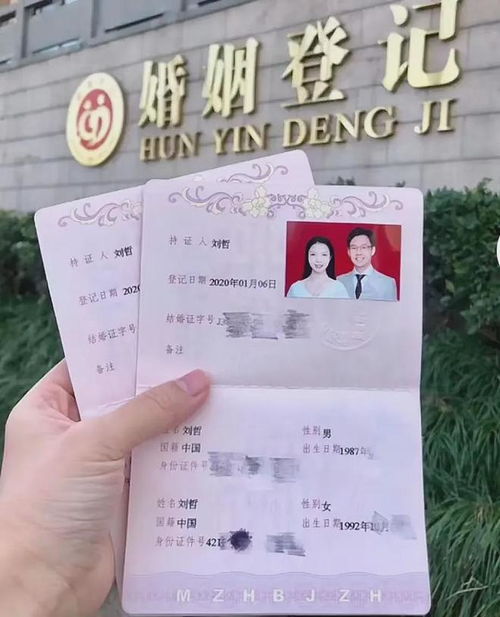 婚姻登记
HUN YIN DENG JI
持证人 刘哲
登记日期 2020
结婚证字号
备注
持证人 刘哲
登记日期 2020年01月06日
结婚证字号 J
备注
姓名 刘哲 性别 男
国籍 中国 出生日期 1987年
身份证件号
姓名 刘哲 性别 女
国籍 中国 出生日期 1992年
身份证件号 421
M Z H B J Z H